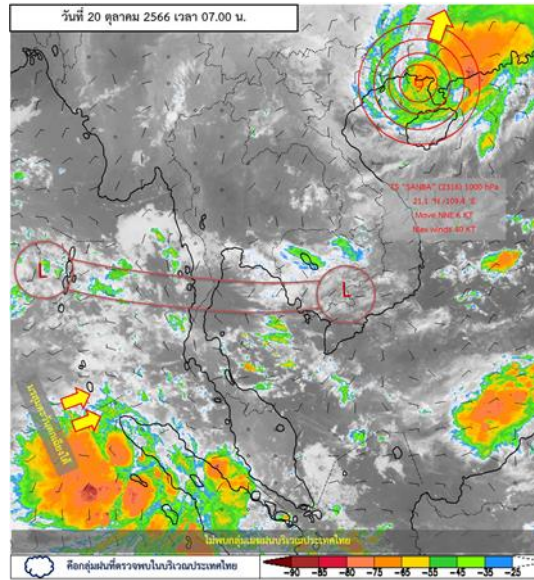 วันที่ 20 ตุลาคม 2566 เวลา 07.00 น.
TS "SANBA" (2316) 1000 hPa
21.1 °N /109.4 °E
Move NNE 6 KT
Max winds 40 KT
L
L
มรสุมตะวันตกเฉียงใต้
ไม่พบกลุ่มเมฆฝนบริเวณประเทศไทย
คือกลุ่มฝนที่ตรวจพบในบริเวณประเทศไทย
-90 -85 -80 -75 -65 -55 -45 -35 -25